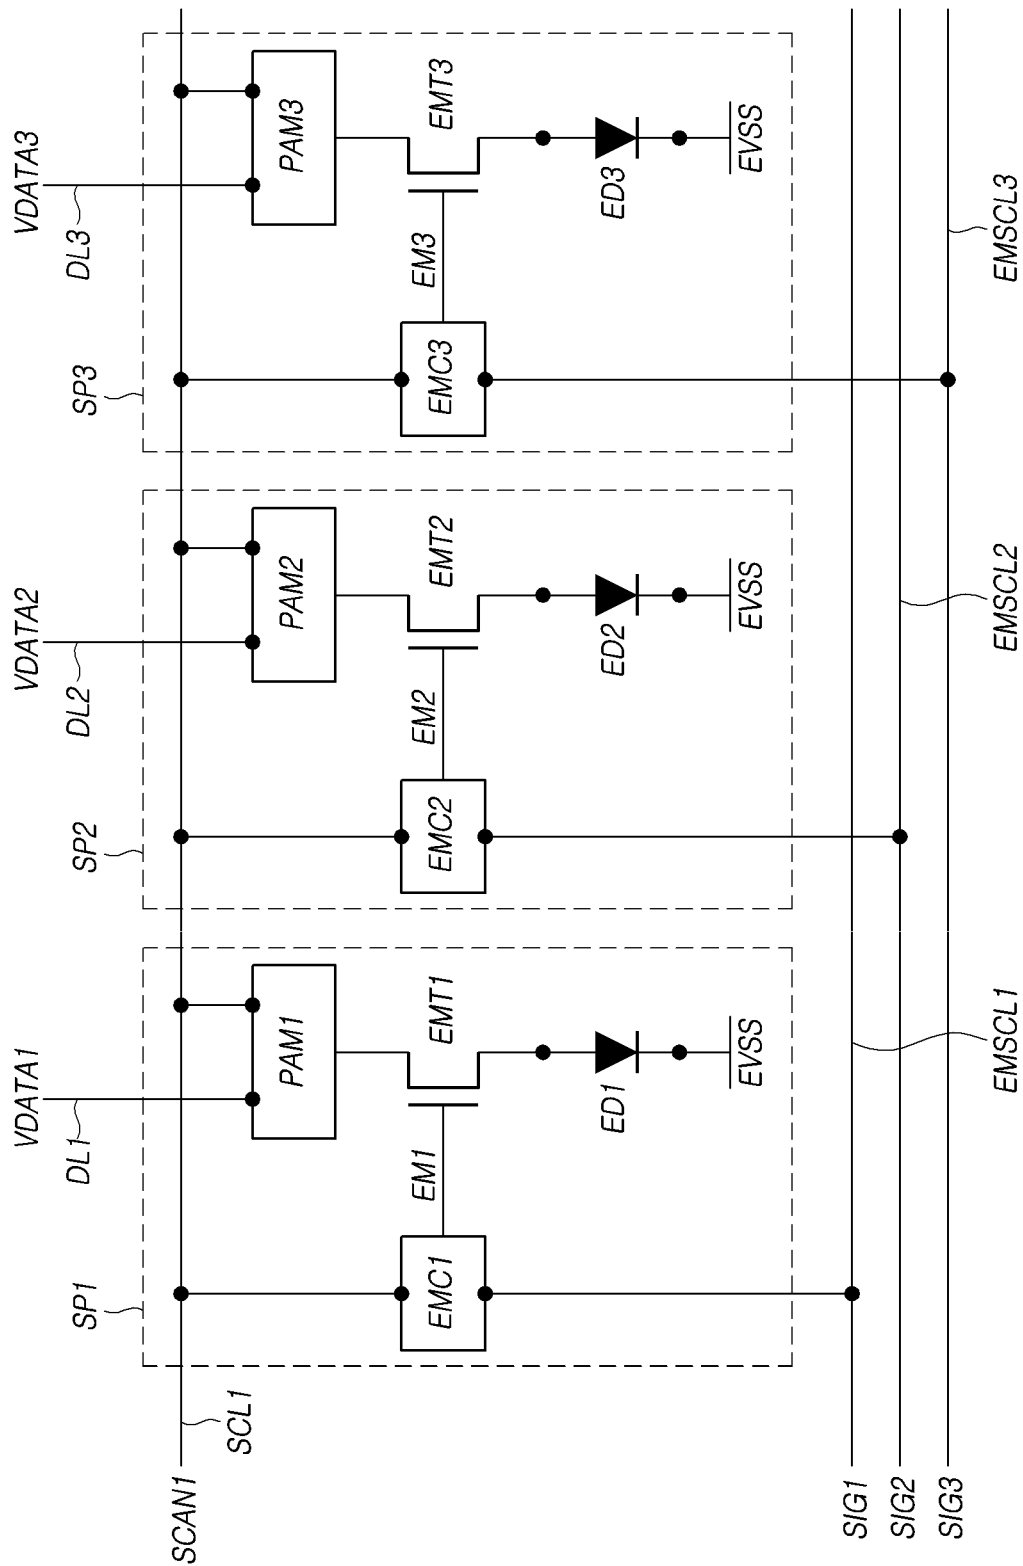 VDATA1
VDATA2
VDATA3
DL1
DL2
DL3
SP1
SP2
SP3
SCAN1
SCL1
PAM1
PAM2
PAM3
EMC1
EM1
EMT1
EMC2
EM2
EMT2
EMC3
EM3
EMT3
ED1
ED2
ED3
EVSS
EVSS
EVSS
SIG1
SIG2
SIG3
EMSCL1
EMSCL2
EMSCL3